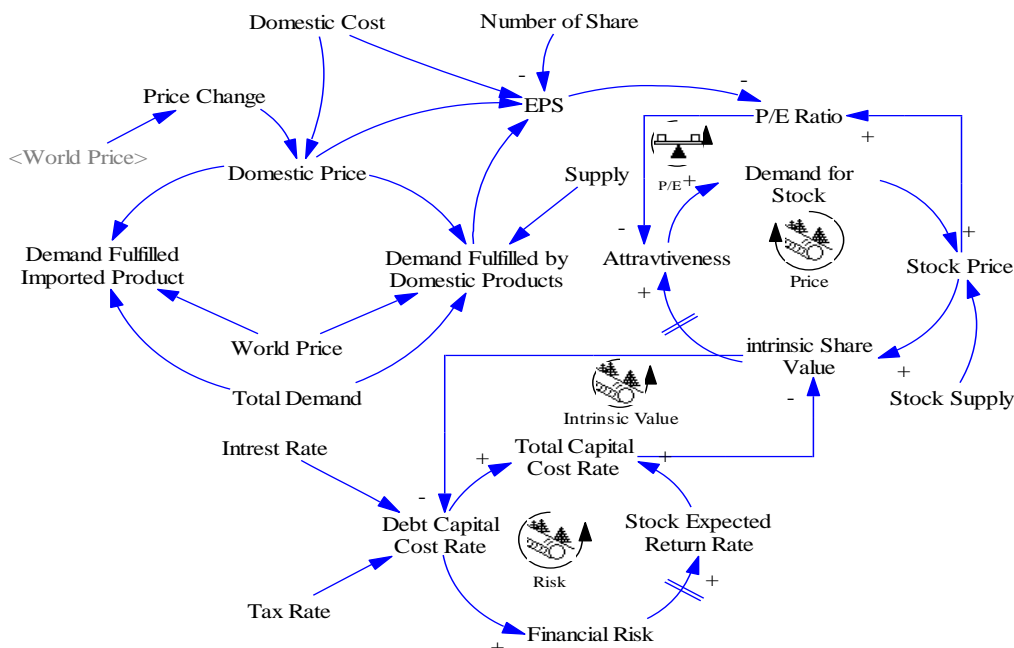 Domestic Cost
Number of Share
-
-
Price Change
EPS
P/E Ratio
+
<World Price>
Domestic Price
Supply
P/E
+
Demand for
Stock
-
+
Demand Fulfilled
Imported Product
Demand Fulfilled by
Domestic Products
Attravtiveness
Stock Price
Price
+
World Price
intrinsic Share
Value
+
Total Demand
Intrinsic Value
-
Stock Supply
Intrest Rate
Total Capital
Cost Rate
+
+
-
Debt Capital
Cost Rate
Stock Expected
Return Rate
Risk
+
Tax Rate
Financial Risk
+